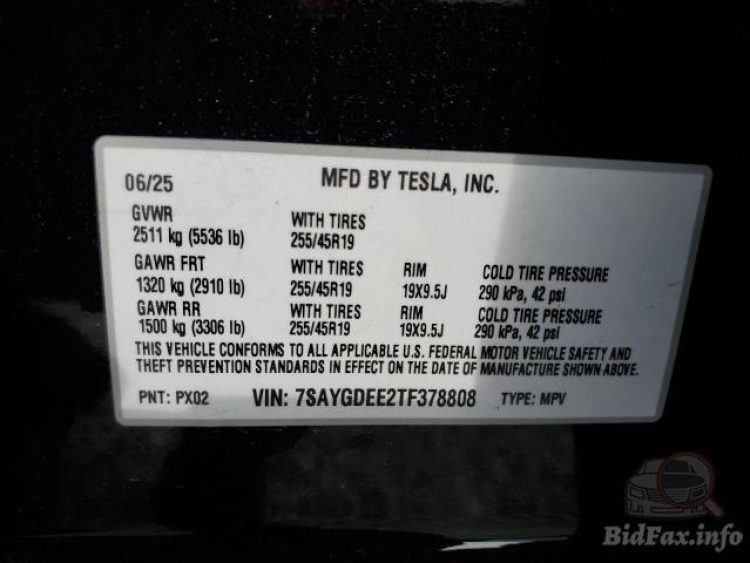 06/25 MFD BY TESLA, INC.
GVWR
2511 kg (5536 lb) WITH TIRES 255/45R19
GAWR FRT
1320 kg (2910 lb) WITH TIRES 255/45R19 RIM 19X9.5J COLD TIRE PRESSURE 290 kPa, 42 psi
GAWR RR
1500 kg (3306 lb) WITH TIRES 255/45R19 RIM 19X9.5J COLD TIRE PRESSURE 290 kPa, 42 psi
THIS VEHICLE CONFORMS TO ALL APPLICABLE U.S. FEDERAL MOTOR VEHICLE SAFETY AND
THEFT PREVENTION STANDARDS IN EFFECT ON THE DATE OF MANUFACTURE SHOWN ABOVE.
PNT: PX02 VIN: 7SAYGDEE2TF378808 TYPE: MPV
BidFax.info